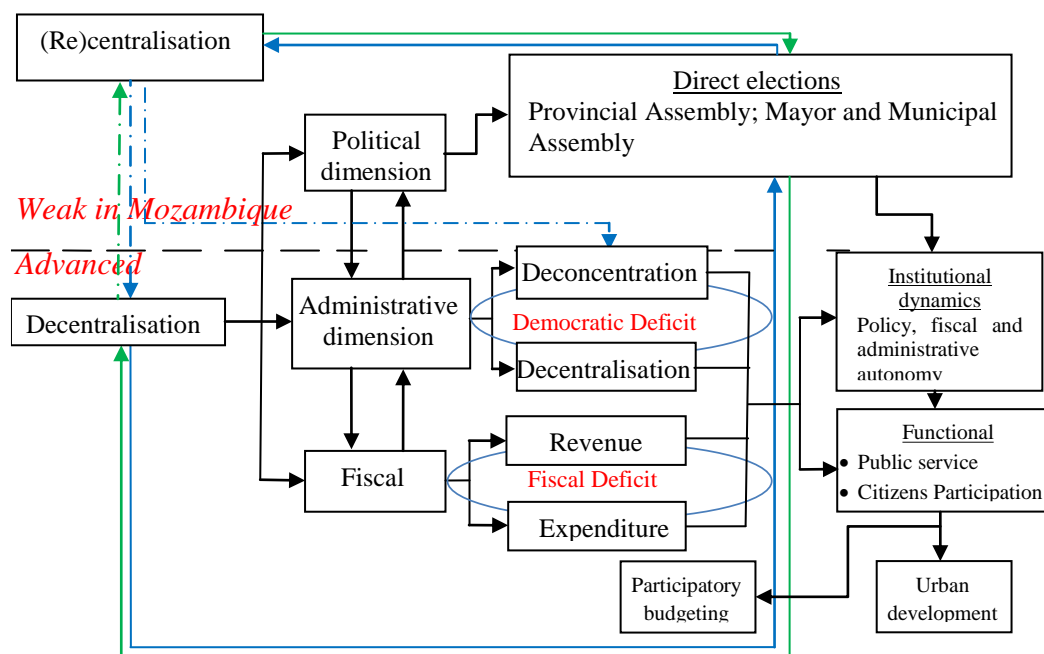 (Re)centralisation
Direct elections
Provincial Assembly; Mayor and Municipal
Assembly
Political
dimension
Weak in Mozambique
Advanced
Decentralisation
Administrative
dimension
Deconcentration
Democratic Deficit
Decentralisation
Institutional
dynamics
Policy, fiscal and
administrative
autonomy
Fiscal
Revenue
Fiscal Deficit
Expenditure
Functional
• Public service
• Citizens Participation
Participatory
budgeting
Urban
development